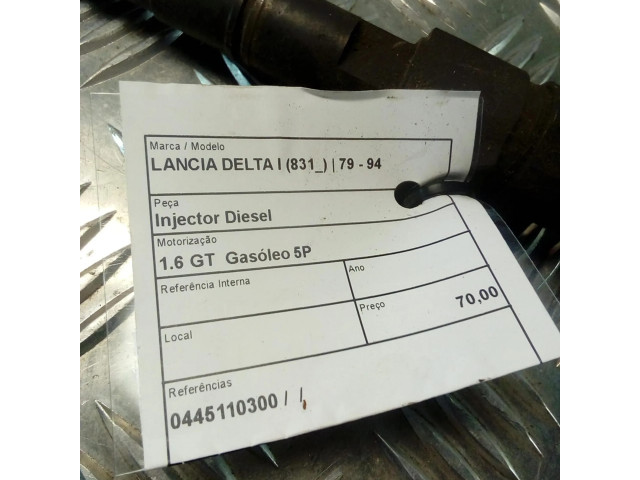 Marca / Modelo
LANCIA DELTA I (831_) | 79 - 94
Peça
Injector Diesel
Motorização
1.6 GT Gasóleo 5P
Referência Interna
Ano
Local
Preço
70,00
Referências
0445110300 / /